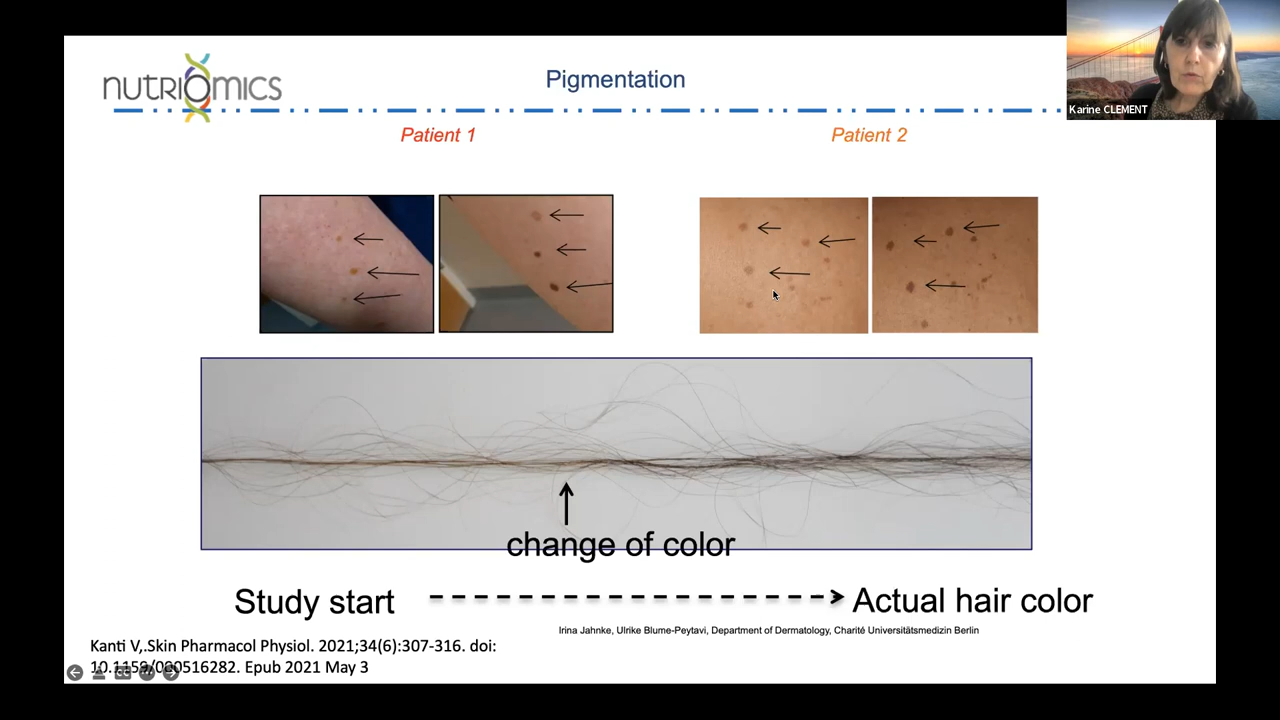 nutriOmics
Pigmentation
Karine CLEMENT
Patient 1
Patient 2
change of color
Study start
Actual hair color
Irina Jahnke, Ulrike Blume-Peytavi, Department of Dermatology, Charité Universitätsmedizin Berlin
Kanti V,.Skin Pharmacol Physiol. 2021;34(6):307-316. doi:
10.1159/000516282. Epub 2021 May 3